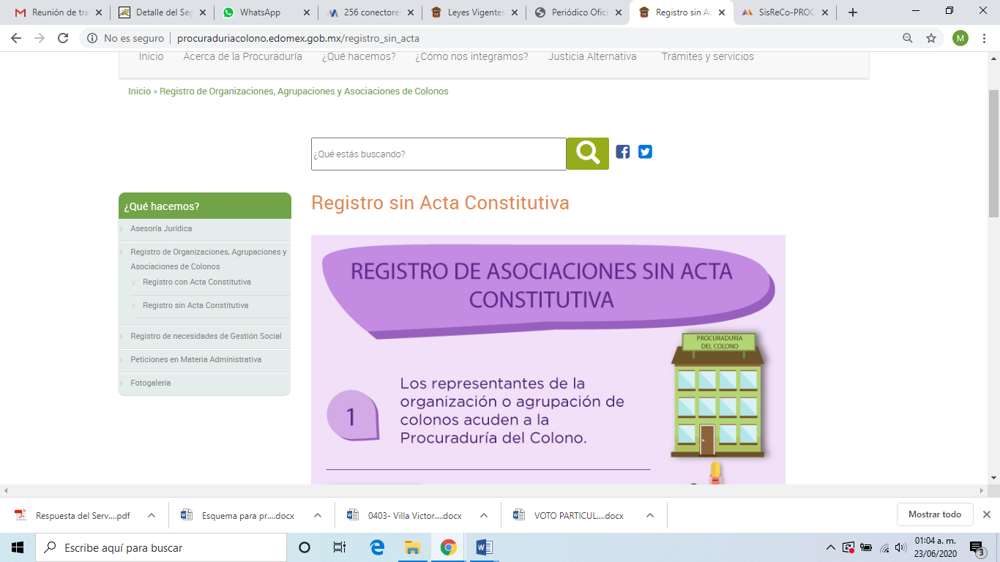 Reunión de tra
Detalle del Seg
WhatsApp
256 conectore
Leyes Vigentes
Periódico Ofici
Registro sin Ac
SisReCo-PROC
No es seguro
procuraduriacolono.edomex.gob.mx/registro_sin_acta
M
Inicio
Acerca de la Procuraduría
¿Qué hacemos?
¿Cómo nos integramos?
Justicia Alternativa
Trámites y servicios
Inicio » Registro de Organizaciones, Agrupaciones y Asociaciones de Colonos
¿Qué estás buscando?
¿Qué hacemos?
Asesoría Jurídica
Registro de Organizaciones, Agrupaciones y
Asociaciones de Colonos
Registro con Acta Constitutiva
Registro sin Acta Constitutiva
Registro de necesidades de Gestión Social
Peticiones en Materia Administrativa
Fotogalería
Registro sin Acta Constitutiva
REGISTRO DE ASOCIACIONES SIN ACTA
CONSTITUTIVA
PROCURADURÍA
DEL COLONO
1
Los representantes de la
organización o agrupación de
colonos acuden a la
Procuraduría del Colono.
Respuesta del Serv....pdf
Esquema para pr....docx
0403- Villa Victor....docx
VOTO PARTICUL....docx
Mostrar todo
Escribe aquí para buscar
01:04 a. m.
23/06/2020
3